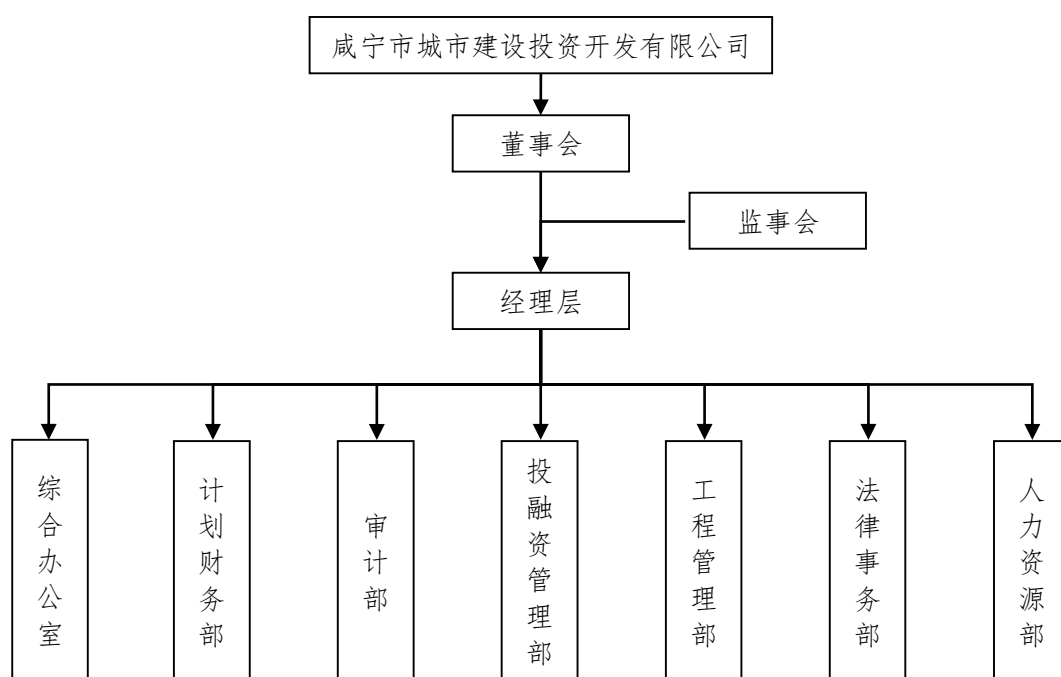 咸宁市城市建设投资开发有限公司
董事会
监事会
经理层
综合办公室
计划财务部
审计部
投融资管理部
工程管理部
法律事务部
人力资源部